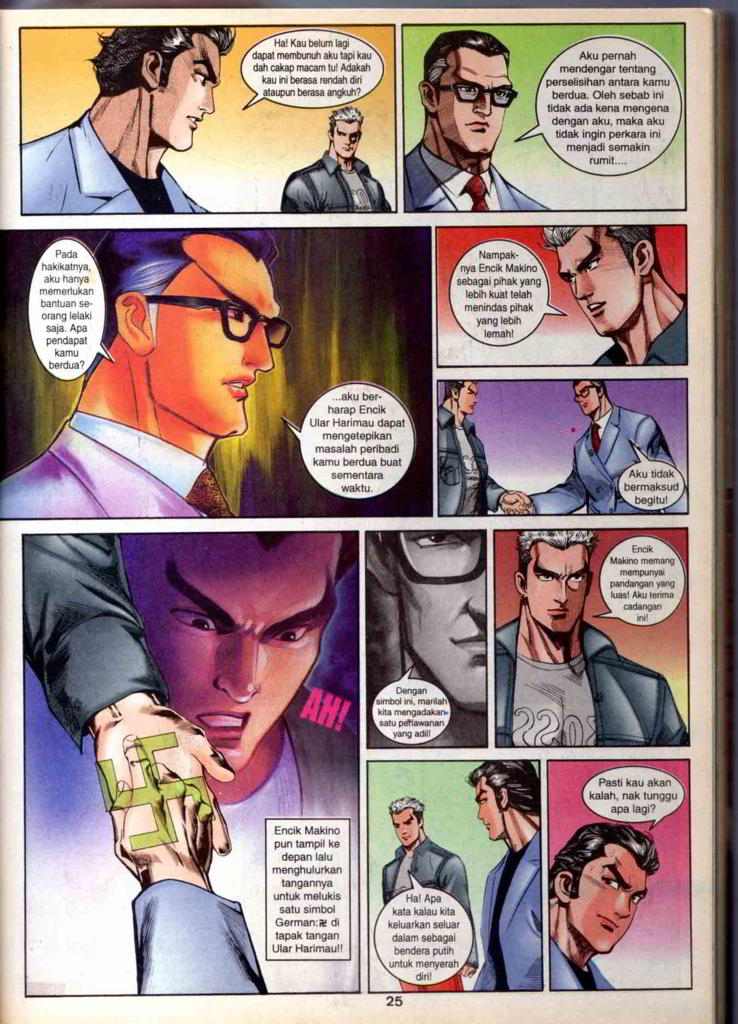 Ha! Kau belum lagi
dapat membunuh aku tapi kau
dah cakap macam tu! Adakah
kau ini berasa rendah diri
ataupun berasa angkuh?
Aku pernah
mendengar tentang
perselisihan antara kamu
berdua. Oleh sebab ini
tidak ada kena mengena
dengan aku, maka aku
tidak ingin perkara ini
menjadi semakin
rumit....
Pada
hakikatnya,
aku hanya
memerlukan
bantuan se-
orang lelaki
saja. Apa
pendapat
kamu
berdua?
...aku ber-
harap Encik
Ular Harimau dapat
mengetepikan
masalah peribadi
kamu berdua buat
sementara
waktu.
Nampak-
nya Encik Makino
sebagai pihak yang
lebih kuat telah
menindas pihak
yang lebih
lemah!
Aku tidak
bermaksud
begitu!
AH!
Encik Makino
pun tampil ke
depan lalu
menghulurkan
tangannya
untuk melukis
satu simbol
German:卍 di
tapak tangan
Ular Harimau!!
Dengan
simbol ini, marilah
kita mengadakan
satu perlawanan
yang adil!
Encik
Makino memang
mempunyai
pandangan yang
luas! Aku terima
cadangan
ini!
220
Ha! Apa
kata kalau kita
keluarkan seluar
dalam sebagai
bendera putih
untuk menyerah
diri!
Pasti kau akan
kalah, nak tunggu
apa lagi?
25